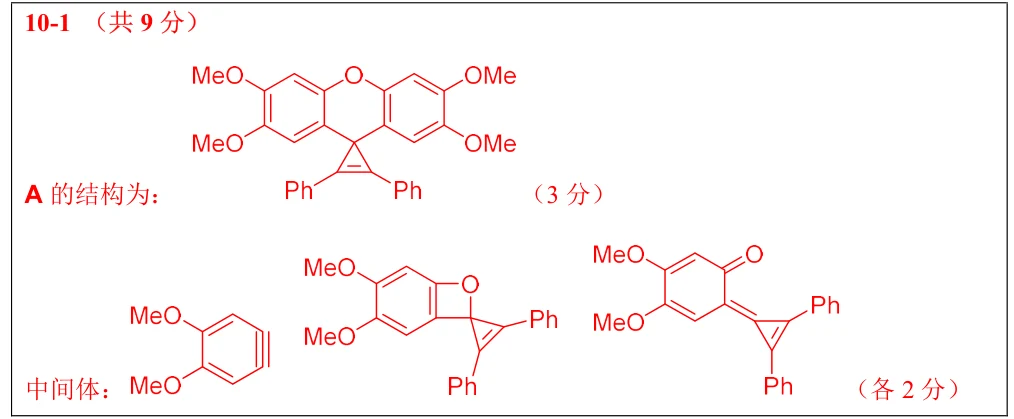 10-1 （共 9 分）
MeO O OMe
MeO OMe
Ph Ph
A 的结构为： （3 分）
MeO O MeO O
MeO Ph MeO Ph
MeO
MeO Ph Ph
中间体： （各 2 分）